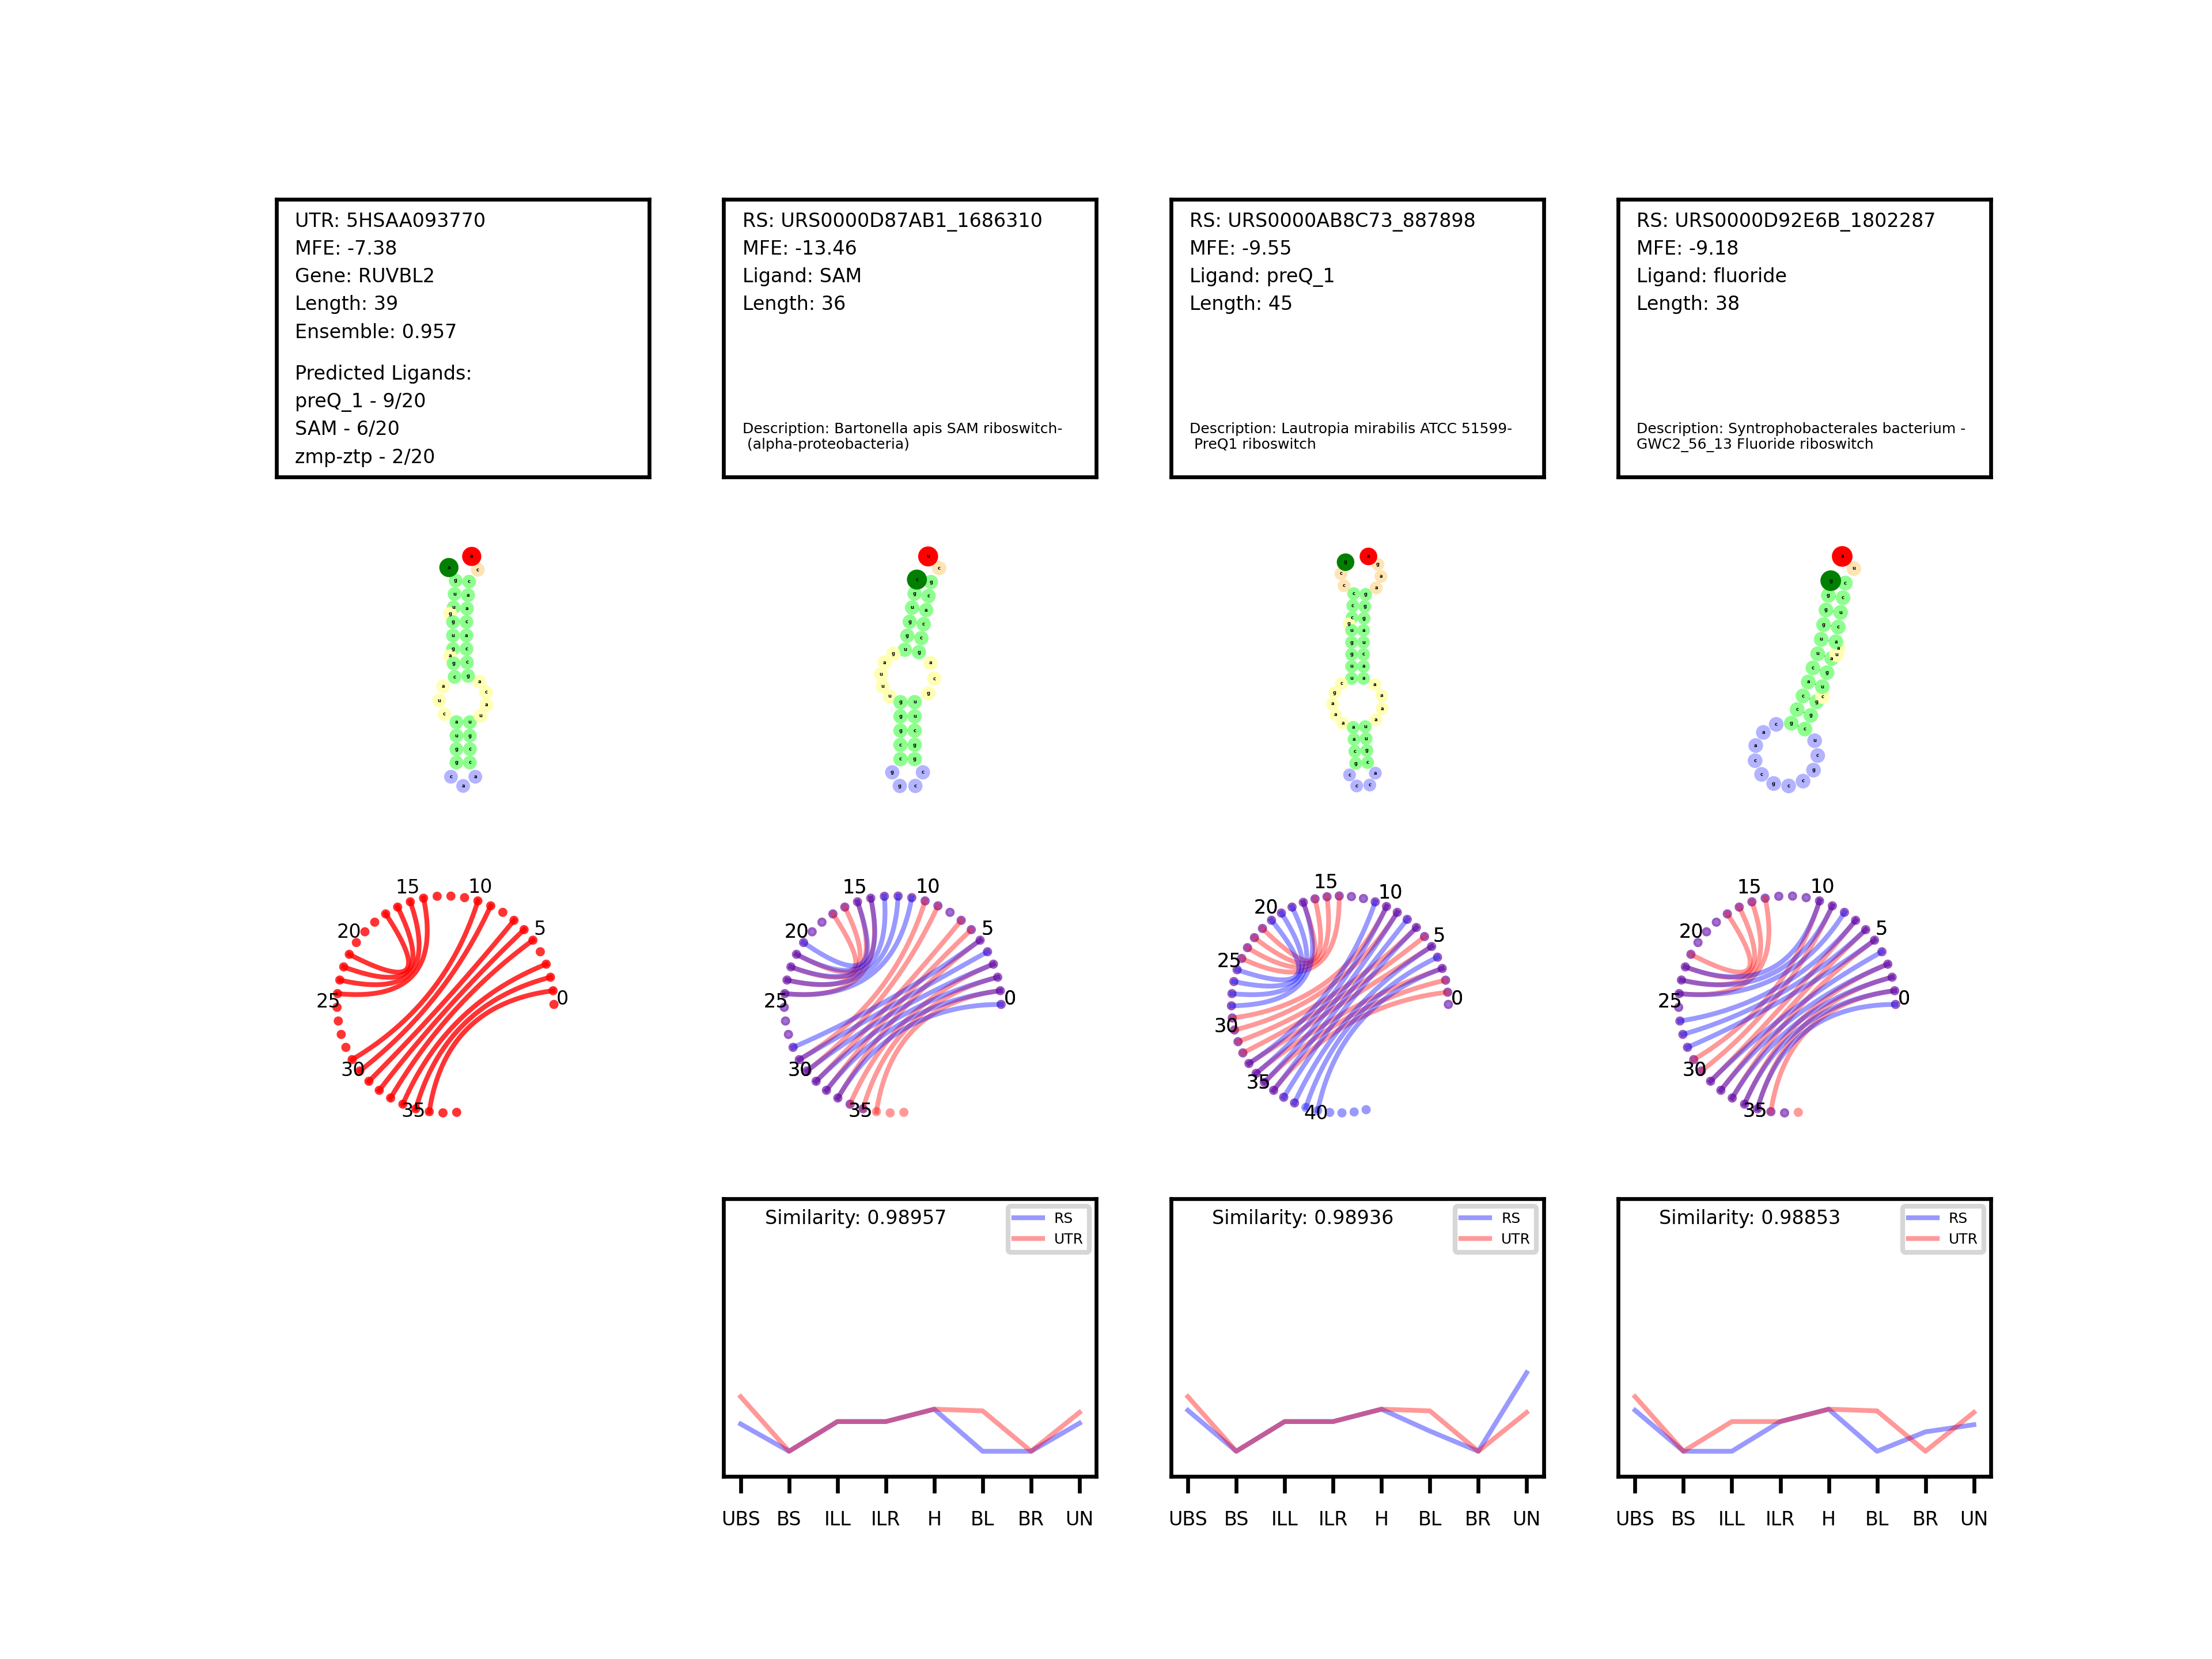 UTR: 5HSAA093770
MFE: -7.38
Gene: RUVBL2
Length: 39
Ensemble: 0.957
Predicted Ligands:
preQ_1 - 9/20
SAM - 6/20
zmp-ztp - 2/20
RS: URS0000D87AB1_1686310
MFE: -13.46
Ligand: SAM
Length: 36
Description: Bartonella apis SAM riboswitch-
(alpha-proteobacteria)
RS: URS0000AB8C73_887898
MFE: -9.55
Ligand: preQ_1
Length: 45
Description: Lautropia mirabilis ATCC 51599-
PreQ1 riboswitch
RS: URS0000D92E6B_1802287
MFE: -9.18
Ligand: fluoride
Length: 38
Description: Syntrophobacterales bacterium -
GWC2_56_13 Fluoride riboswitch
0
5
10
15
20
25
30
35
0
5
10
15
20
25
30
35
0
5
10
15
20
25
30
35
40
0
5
10
15
20
25
30
35
Similarity: 0.98957
RS
UTR
UBS BS ILL ILR H BL BR UN
Similarity: 0.98936
RS
UTR
UBS BS ILL ILR H BL BR UN
Similarity: 0.98853
RS
UTR
UBS BS ILL ILR H BL BR UN